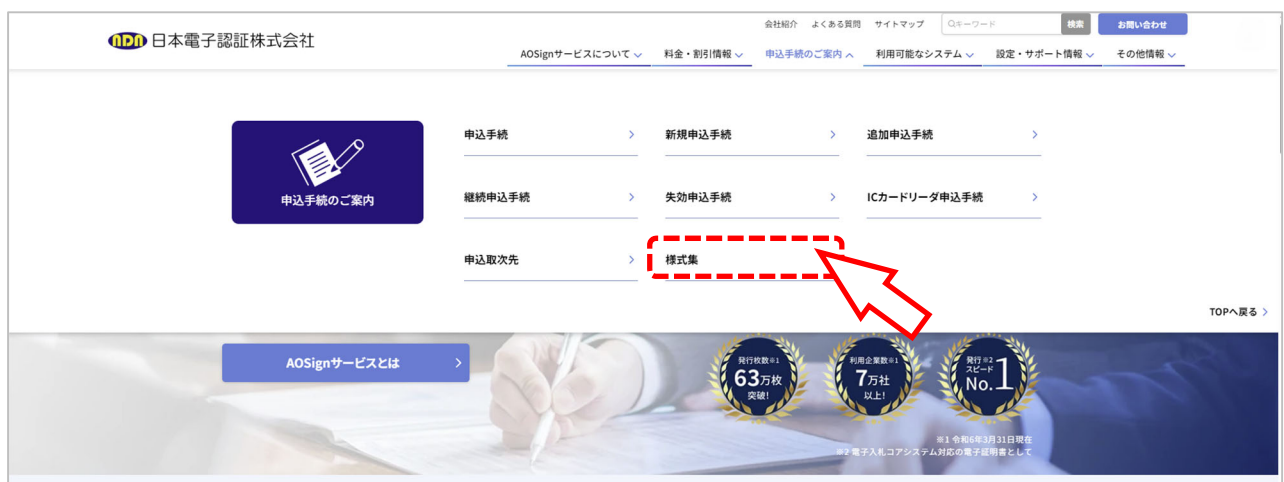 会社紹介 よくある質問 サイトマップ キーワード 検索 お問い合わせ
NDN 日本電子認証株式会社
AOSignサービスについて 料金・割引情報 申込手続のご案内 利用可能なシステム 設定・サポート情報 その他情報
申込手続のご案内
申込手続 新規申込手続 追加申込手続
継続申込手続 失効申込手続 ICカードリーダ申込手続
申込取次先 様式集
TOPへ戻る
AOSignサービスとは
発行枚数※1
63万枚
突破!
利用企業数※1
7万社
以上!
発行※2
スピード
No.1
※1 令和6年3月31日現在
※2 電子入札コアシステム対応の電子証明書として